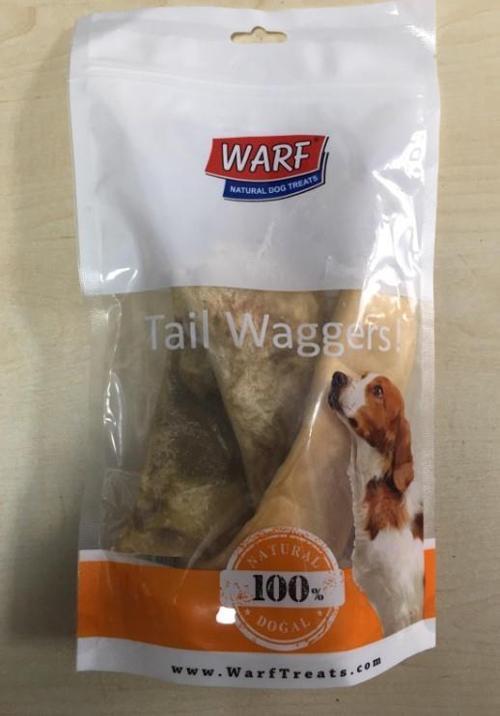 WARF
NATURAL DOG TREATS
Tail Waggers!
NATURAL
100%
DOGAL
www.WarfTreats.com